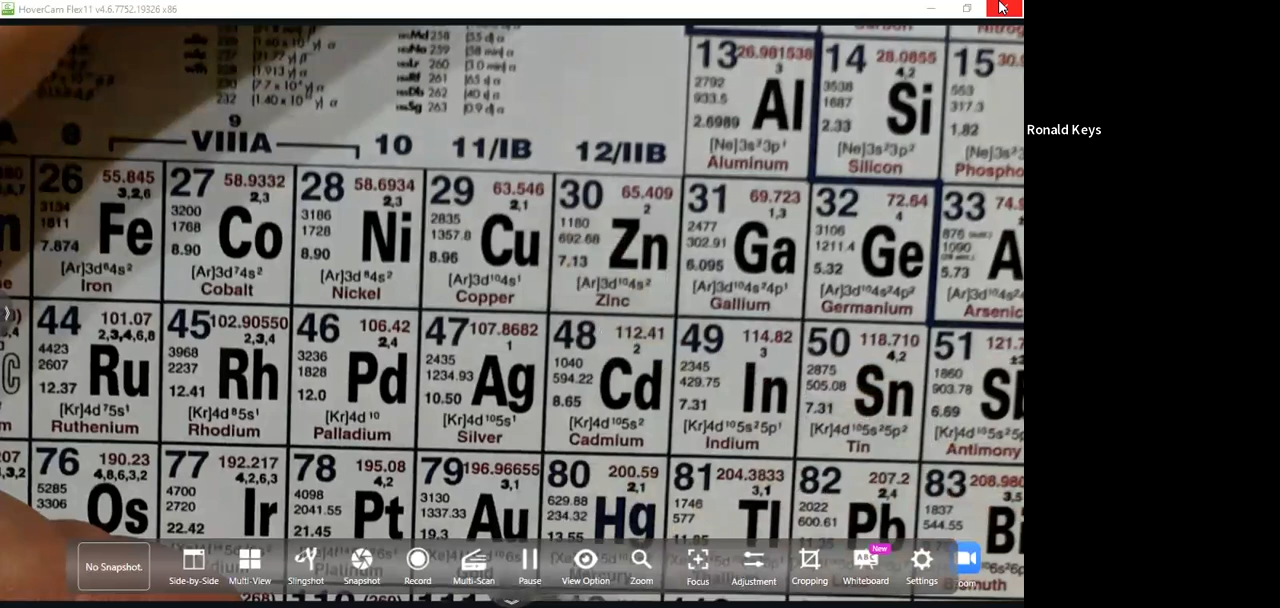 HoverCam Flex11 v4.6.7752.19326 x86
Ronald Keys
258
259
260
261
262
263
232
13 26.981538
3
2792
933.5
2.6989
Al
[Ne]3s²3p¹
Aluminum
14 28.0855
4,2
3538
1687
2.33
Si
[Ne]3s²3p²
Silicon
15
317.3
1.82
9
8 VIIIA 10 11/IB 12/IIB
26 55.845
3,2,6
3134
1811
7.874
Fe
[Ar]3d⁶4s²
Iron
27 58.9332
2,3
3200
1768
8.90
Co
[Ar]3d⁷4s²
Cobalt
28 58.6934
2,3
3186
1728
8.90
Ni
[Ar]3d⁸4s²
Nickel
29 63.546
2,1
2835
1357.8
8.96
Cu
[Ar]3d¹⁰4s¹
Copper
30 65.409
2
1180
692.68
7.13
Zn
[Ar]3d¹⁰4s²
Zinc
31 69.723
1,3
2477
302.91
6.095
Ga
[Ar]3d¹⁰4s²4p¹
Gallium
32 72.64
4
3106
1211.4
5.32
Ge
[Ar]3d¹⁰4s²4p²
Germanium
33
5.73
Arsenic
44 101.07
2,3,4,6,8
4423
2607
12.37
Ru
[Kr]4d⁷5s¹
Ruthenium
45 102.90550
2,3,4
3968
2237
12.41
Rh
[Kr]4d⁸5s¹
Rhodium
46 106.42
2,4
3236
1828
12.0
Pd
[Kr]4d¹⁰
Palladium
47 107.8682
1
2435
1234.93
10.50
Ag
[Kr]4d¹⁰5s¹
Silver
48 112.41
2
1040
594.22
8.65
Cd
[Kr]4d¹⁰5s²
Cadmium
49 114.82
3
2345
429.75
7.31
In
[Kr]4d¹⁰5s²5p¹
Indium
50 118.710
4,2
2875
505.08
7.31
Sn
[Kr]4d¹⁰5s²5p²
Tin
51
1860
903.78
6.69
Antimony
76 190.23
4,8,6,3,2
5285
3306
Os
77 192.217
4,2,6,3
4700
2720
22.42
Ir
78 195.08
4,2
4098
2041.55
21.45
Pt
79 196.96655
3,1
3130
1337.33
19.3
Au
80 200.59
2,1
629.88
234.32
13.55
Hg
81 204.3833
3,1
1746
577
11.85
Tl
82 207.2
2,4
2022
600.61
Pb
83
1837
544.55
Bi
No Snapshot.
Side-by-Side Multi-View Slingshot Snapshot Record Multi-Scan Pause View Option Zoom Focus Adjustment Cropping Whiteboard Settings
New